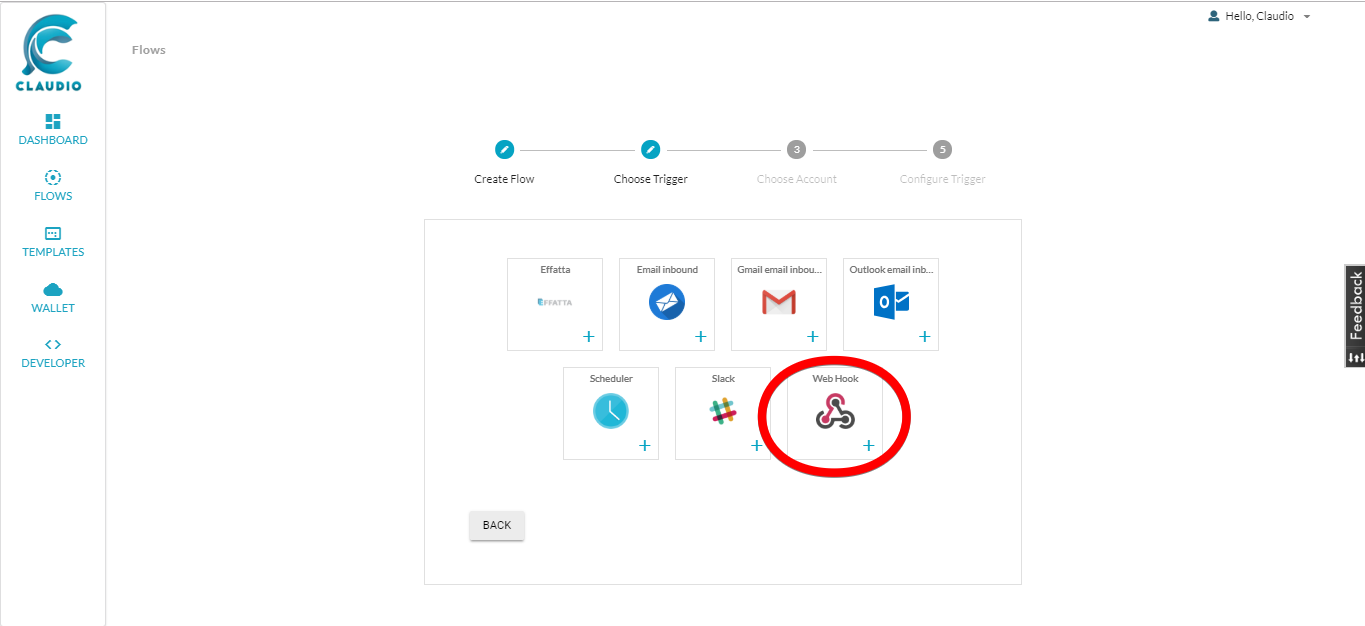 Hello, Claudio
CLAUDIO
Flows
DASHBOARD
FLOWS
TEMPLATES
WALLET
DEVELOPER
3
5
Create Flow
Choose Trigger
Choose Account
Configure Trigger
Effatta
Email inbound
Gmail email inbou...
Outlook email inb...
EFFATTA
Scheduler
Slack
Web Hook
BACK
Feedback